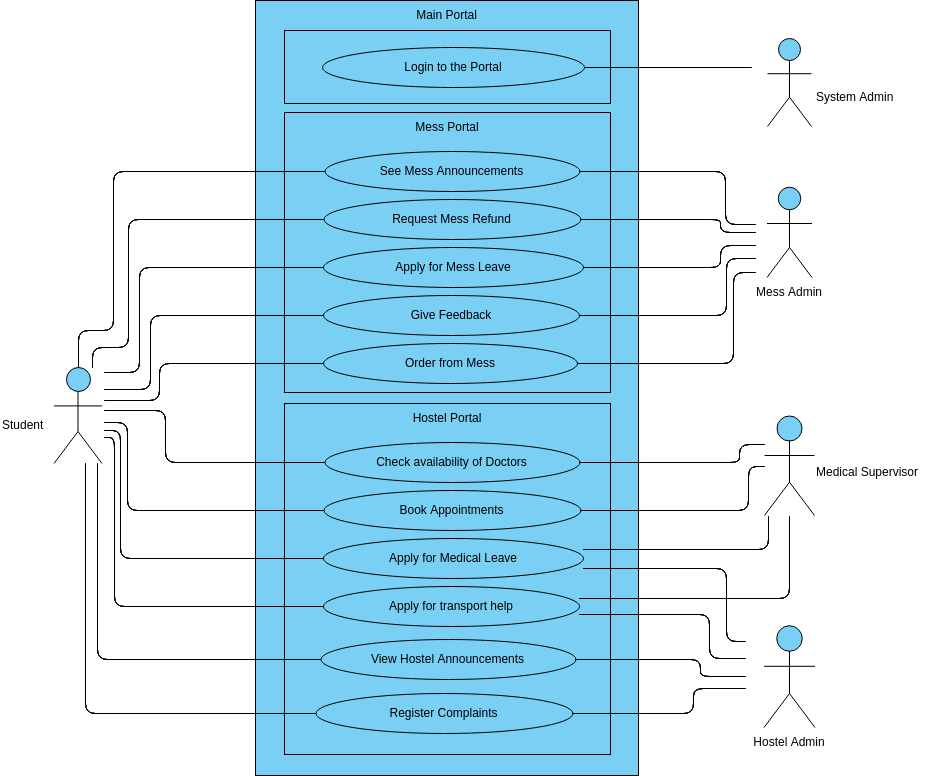 Main Portal
Login to the Portal
System Admin
Mess Portal
See Mess Announcements
Request Mess Refund
Apply for Mess Leave
Give Feedback
Order from Mess
Mess Admin
Student
Hostel Portal
Check availability of Doctors
Book Appointments
Apply for Medical Leave
Apply for transport help
View Hostel Announcements
Register Complaints
Medical Supervisor
Hostel Admin